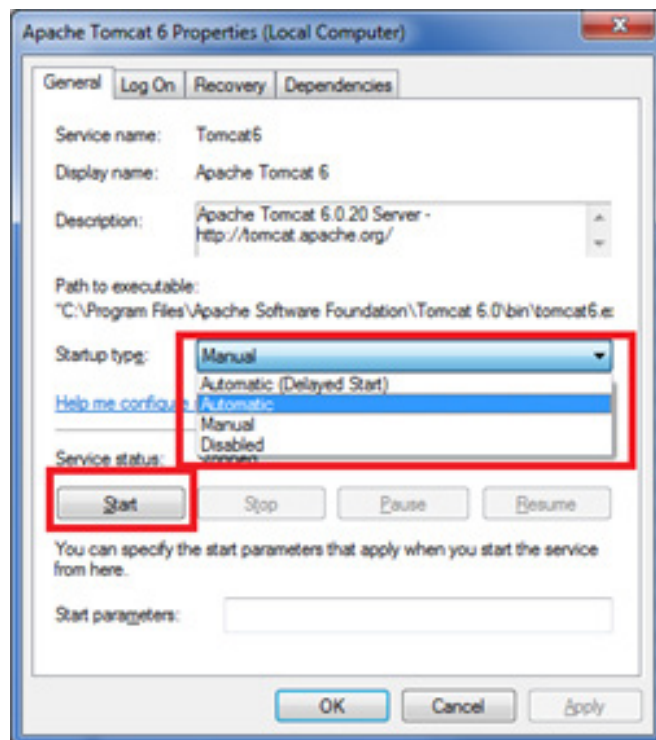 Apache Tomcat 6 Properties (Local Computer)
General Log On Recovery Dependencies
Service name: Tomcat6
Display name: Apache Tomcat 6
Description: Apache Tomcat 6.0.20 Server -
http://tomcat.apache.org/
Path to executable:
"C:\Program Files\Apache Software Foundation\Tomcat 6.0\bin\tomcat6.e
Startup type: Manual
Automatic (Delayed Start)
Help me configure Automatic
Manual
Disabled
Service status: Stopped
Start Stop Pause Resume
You can specify the start parameters that apply when you start the service
from here.
Start parameters:
OK Cancel Apply